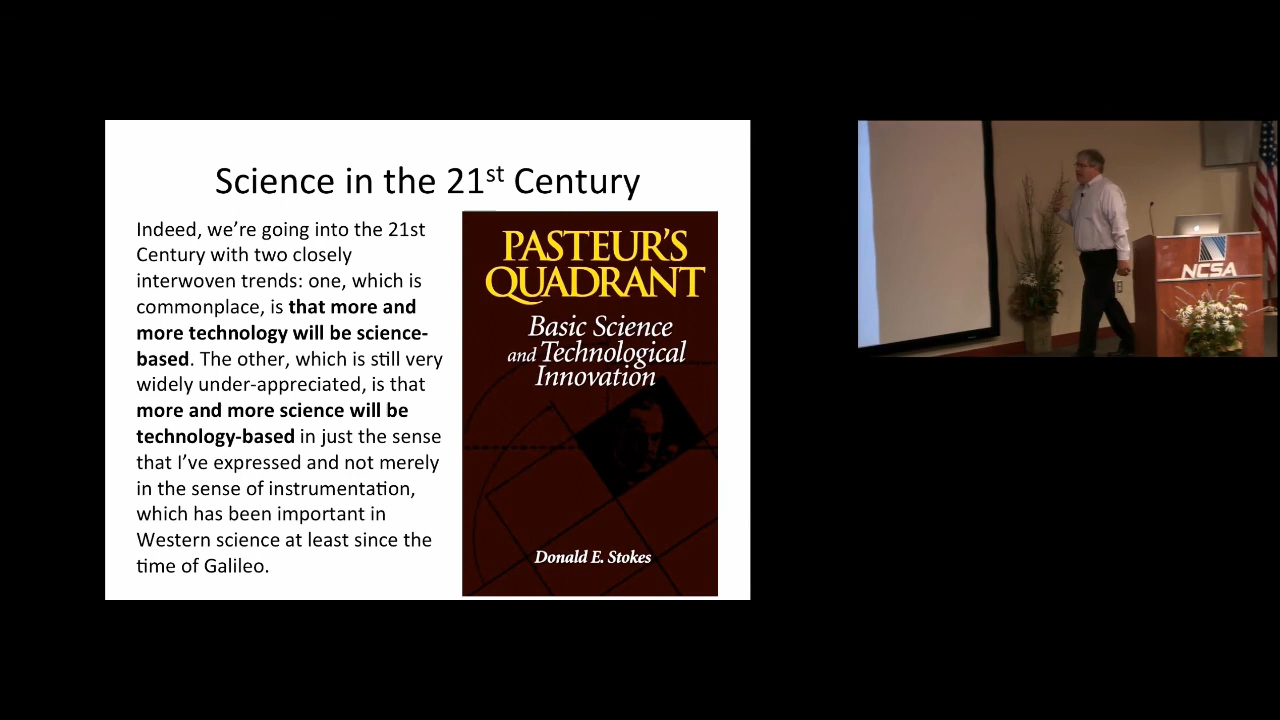 Science in the 21st Century
Indeed, we're going into the 21st
Century with two closely
interwoven trends: one, which is
commonplace, is that more and
more technology will be science-
based. The other, which is still very
widely under-appreciated, is that
more and more science will be
technology-based in just the sense
that I've expressed and not merely
in the sense of instrumentation,
which has been important in
Western science at least since the
time of Galileo.
PASTEUR'S
QUADRANT
Basic Science
and Technological
Innovation
Donald E. Stokes
NCSA